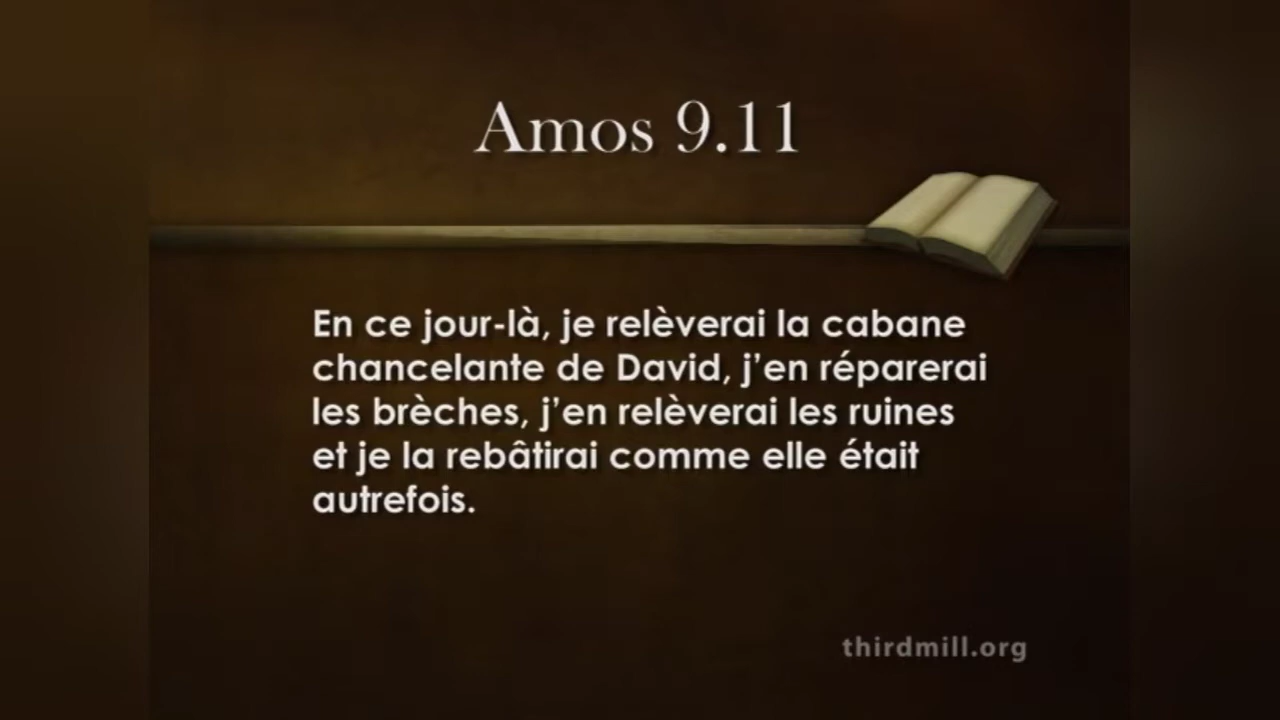 Amos 9.11
En ce jour-là, je relèverai la cabane
chancelante de David, j’en réparerai
les brèches, j’en relèverai les ruines
et je la rebâtirai comme elle était
autrefois.
thirdmill.org